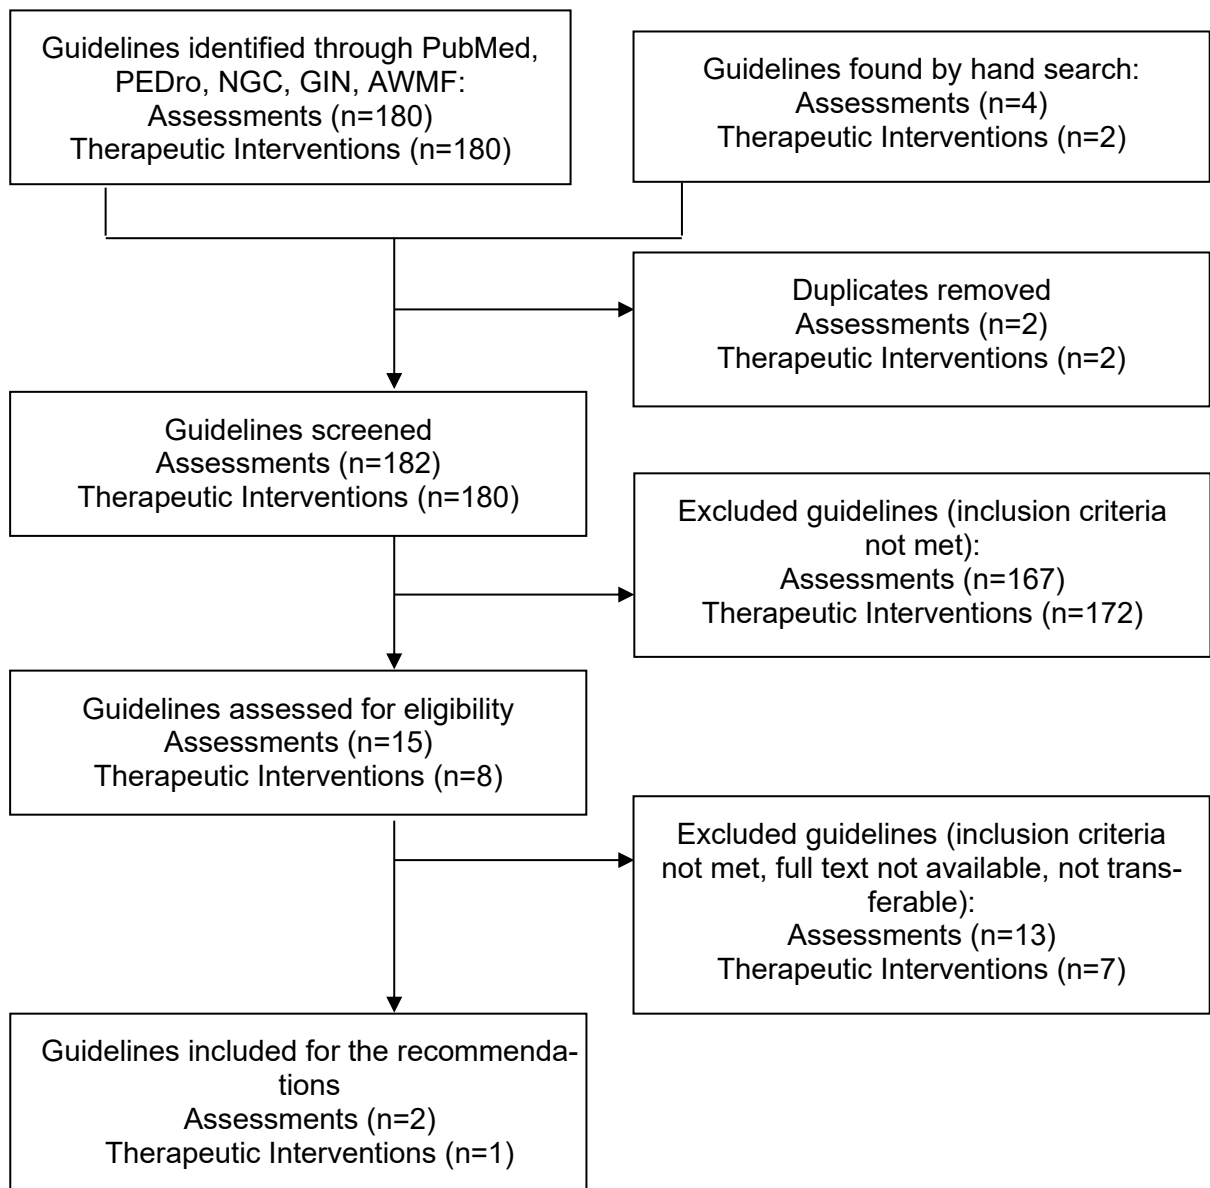 Guidelines identified through PubMed,
PEDro, NGC, GIN, AWMF:
Assessments (n=180)
Therapeutic Interventions (n=180)
Guidelines found by hand search:
Assessments (n=4)
Therapeutic Interventions (n=2)
Duplicates removed
Assessments (n=2)
Therapeutic Interventions (n=2)
Guidelines screened
Assessments (n=182)
Therapeutic Interventions (n=180)
Excluded guidelines (inclusion criteria
not met):
Assessments (n=167)
Therapeutic Interventions (n=172)
Guidelines assessed for eligibility
Assessments (n=15)
Therapeutic Interventions (n=8)
Excluded guidelines (inclusion criteria
not met, full text not available, not trans-
ferable):
Assessments (n=13)
Therapeutic Interventions (n=7)
Guidelines included for the recommenda-
tions
Assessments (n=2)
Therapeutic Interventions (n=1)